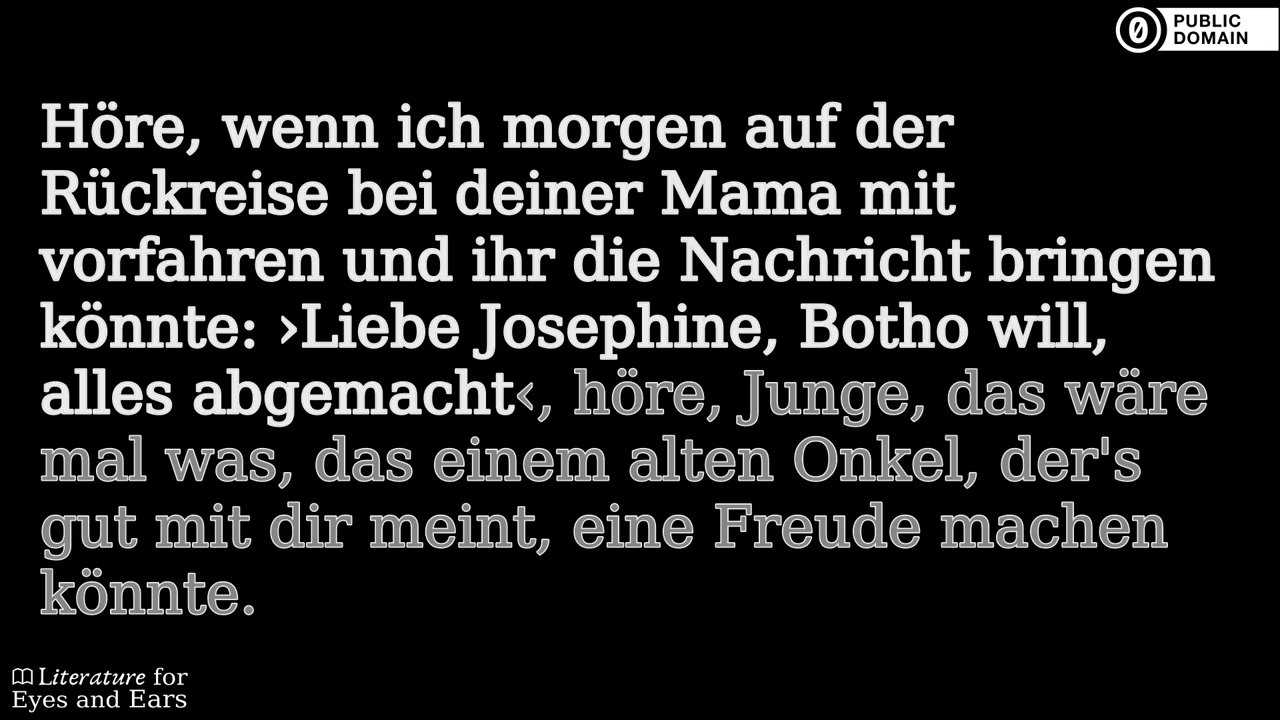 PUBLIC
DOMAIN
Höre, wenn ich morgen auf der
Rückreise bei deiner Mama mit
vorfahren und ihr die Nachricht bringen
könnte: ›Liebe Josephine, Botho will,
alles abgemacht‹, höre, Junge, das wäre
mal was, das einem alten Onkel, der's
gut mit dir meint, eine Freude machen
könnte.
Literature for
Eyes and Ears